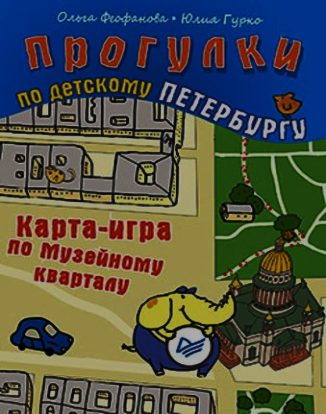 Ольга Феофанова • Юлия Гурко
ПРОГУЛКИ
ПО ДЕТСКОМУ ПЕТЕРБУРГУ
Карта-игра
по Музейному
кварталу